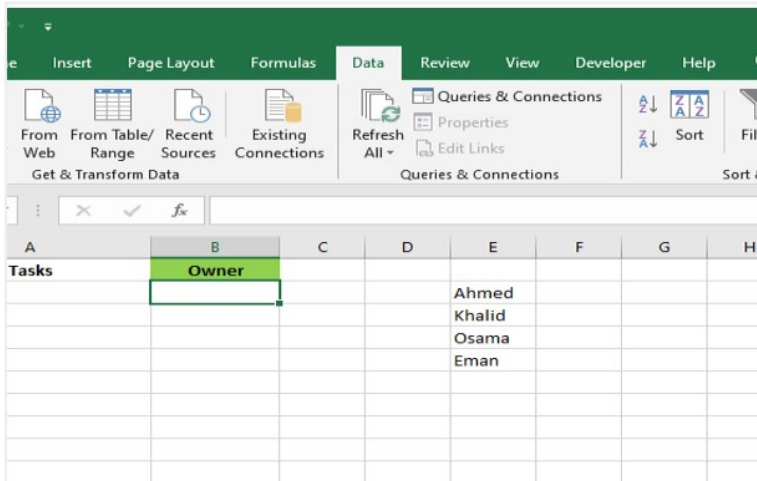 Insert Page Layout Formulas Data Review View Developer Help
From Web From Table/ Range Recent Sources Existing Connections Refresh All Queries & Connections Properties Edit Links Sort
Get & Transform Data Queries & Connections Sort
fx
A B C D E F G H
Tasks Owner
Ahmed
Khalid
Osama
Eman